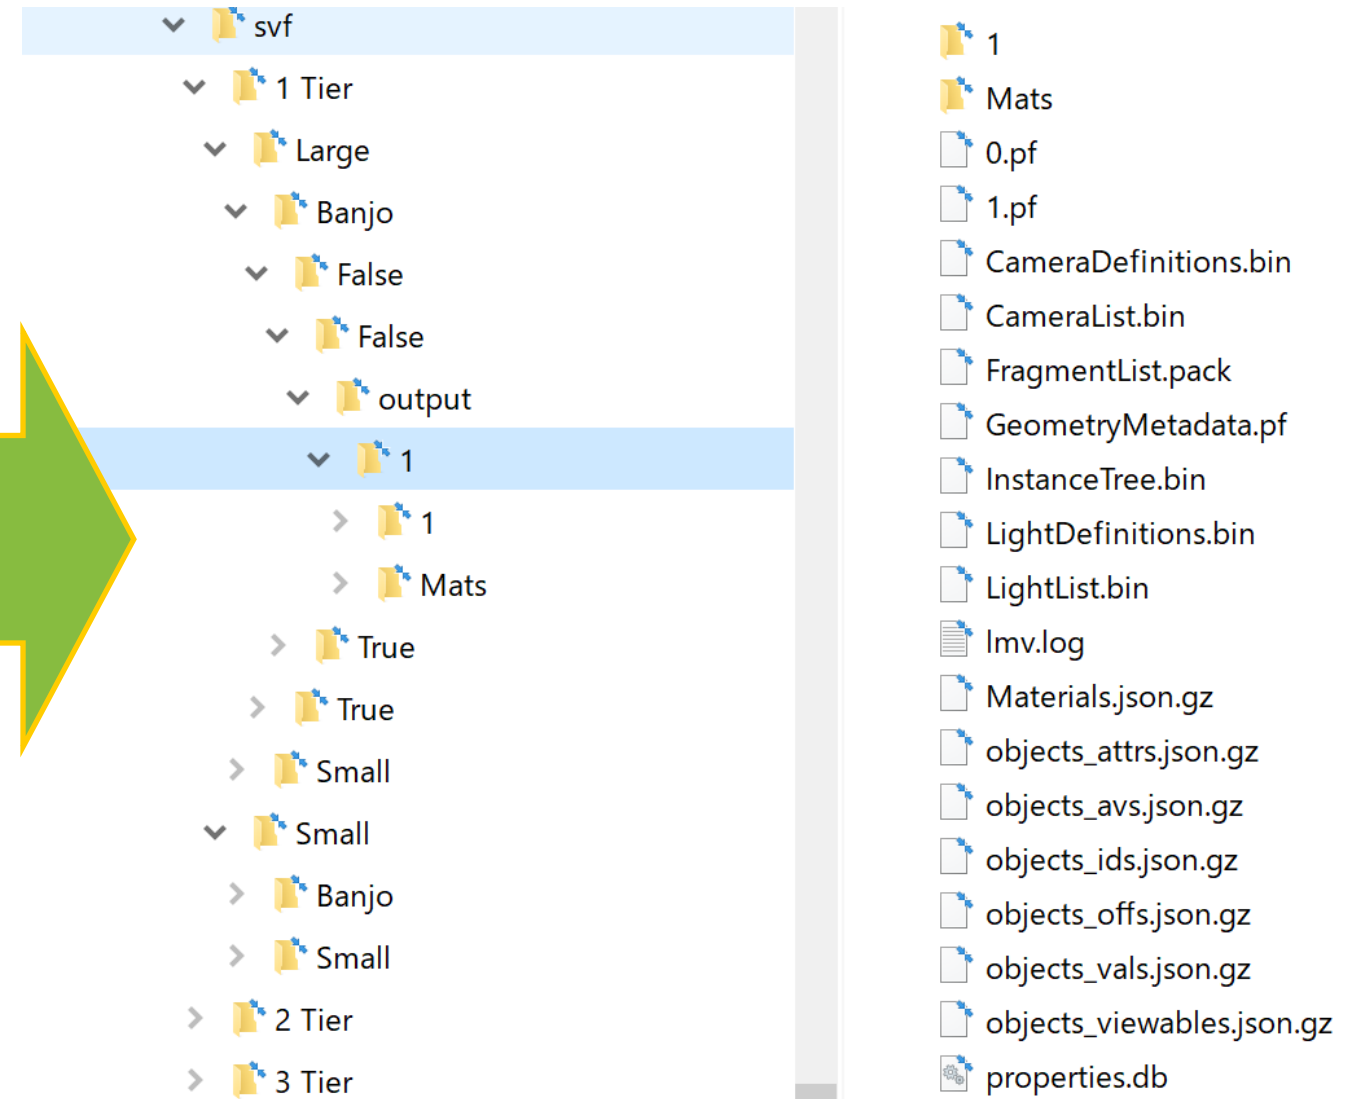 svf
1 Tier
Large
Banjo
False
False
output
1
1
Mats
True
True
Small
Small
Banjo
Small
2 Tier
3 Tier
1
Mats
0.pf
1.pf
CameraDefinitions.bin
CameraList.bin
FragmentList.pack
GeometryMetadata.pf
InstanceTree.bin
LightDefinitions.bin
LightList.bin
lmv.log
Materials.json.gz
objects_attrs.json.gz
objects_avs.json.gz
objects_ids.json.gz
objects_offs.json.gz
objects_vals.json.gz
objects_viewables.json.gz
properties.db